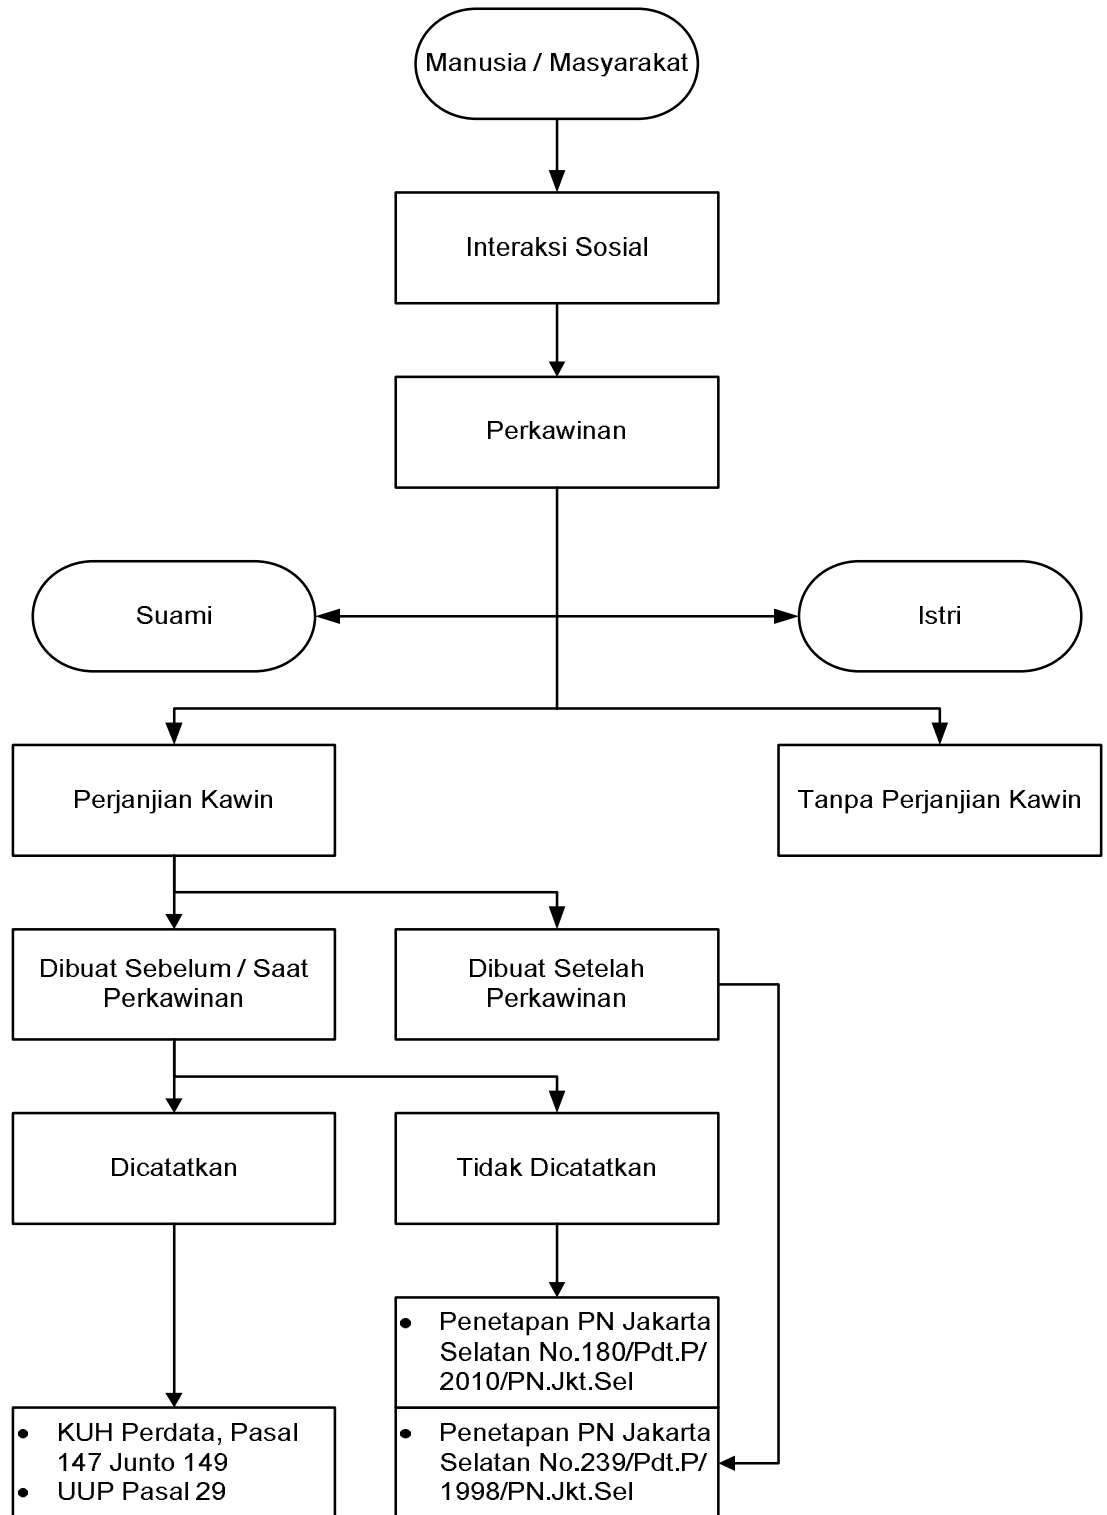 Manusia / Masyarakat
Interaksi Sosial
Perkawinan
Suami
Istri
Perjanjian Kawin
Tanpa Perjanjian Kawin
Dibuat Sebelum / Saat
Perkawinan
Dibuat Setelah
Perkawinan
Dicatatkan
Tidak Dicatatkan
• Penetapan PN Jakarta
Selatan No.180/Pdt.P/
2010/PN.Jkt.Sel
• KUH Perdata, Pasal
147 Junto 149
• UUP Pasal 29
• Penetapan PN Jakarta
Selatan No.239/Pdt.P/
1998/PN.Jkt.Sel